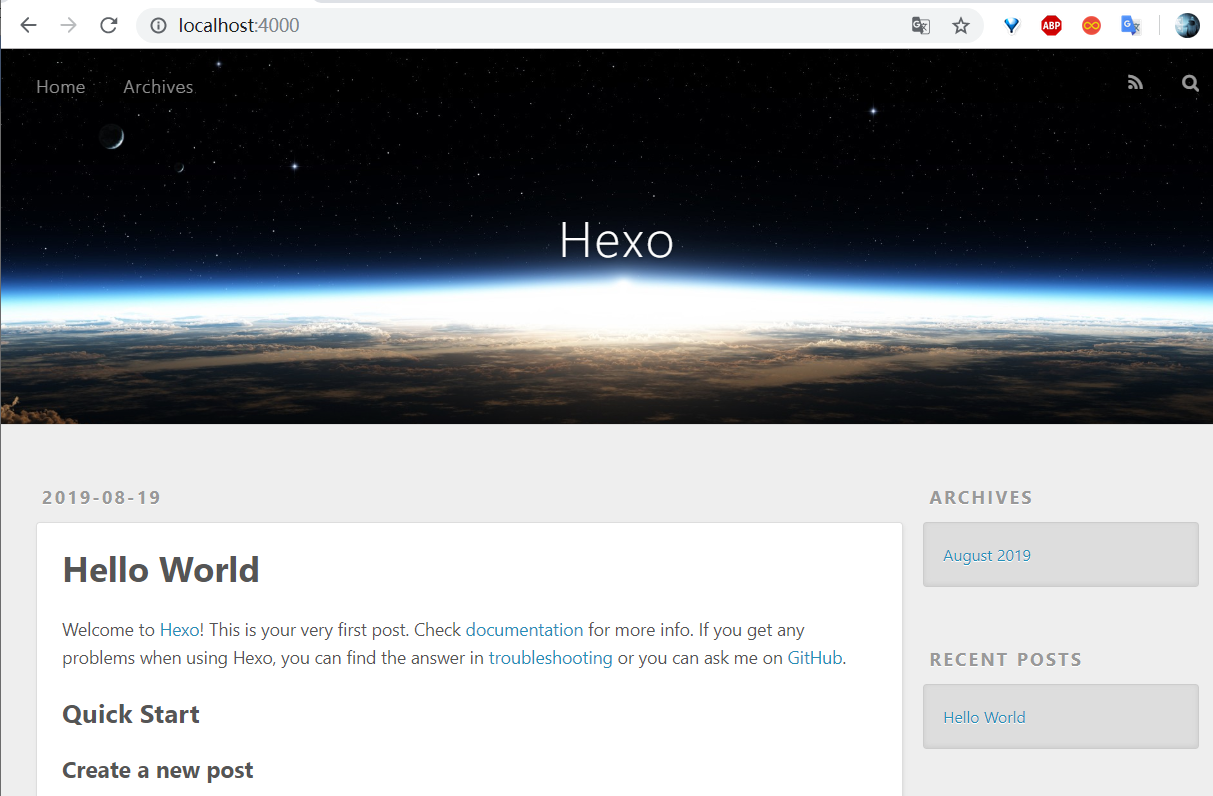 localhost:4000
ABP
Home
Archives
Hexo
2019-08-19
Hello World
Welcome to Hexo! This is your very first post. Check documentation for more info. If you get any
problems when using Hexo, you can find the answer in troubleshooting or you can ask me on GitHub.
Quick Start
Create a new post
ARCHIVES
August 2019
RECENT POSTS
Hello World